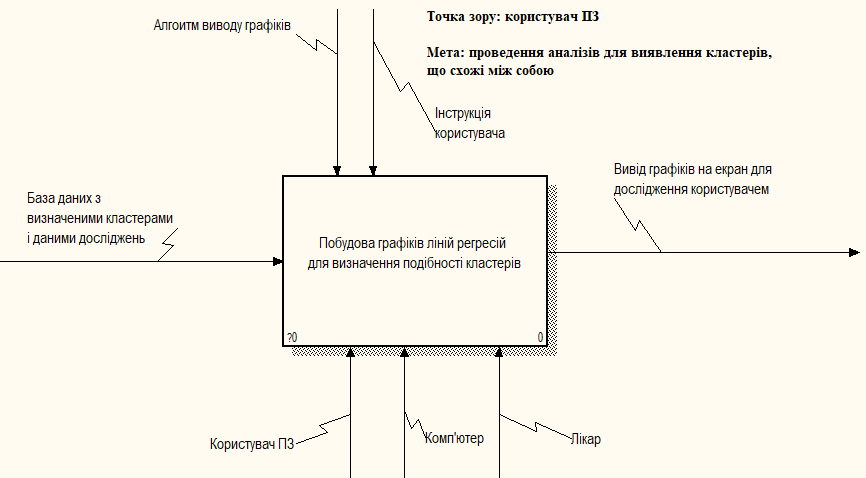 Алгоитм виводу графіків
Точка зору: користувач ПЗ
Мета: проведення аналізів для виявлення кластерів,
що схожі між собою
Інструкція
користувача
Вивід графіків на екран для
дослідження користувачем
База даних з
визначеними кластерами
і даними досліджень
Побудова графіків ліній регресій
для визначення подібності кластерів
?0
0
Користувач ПЗ
Комп'ютер
Лікар